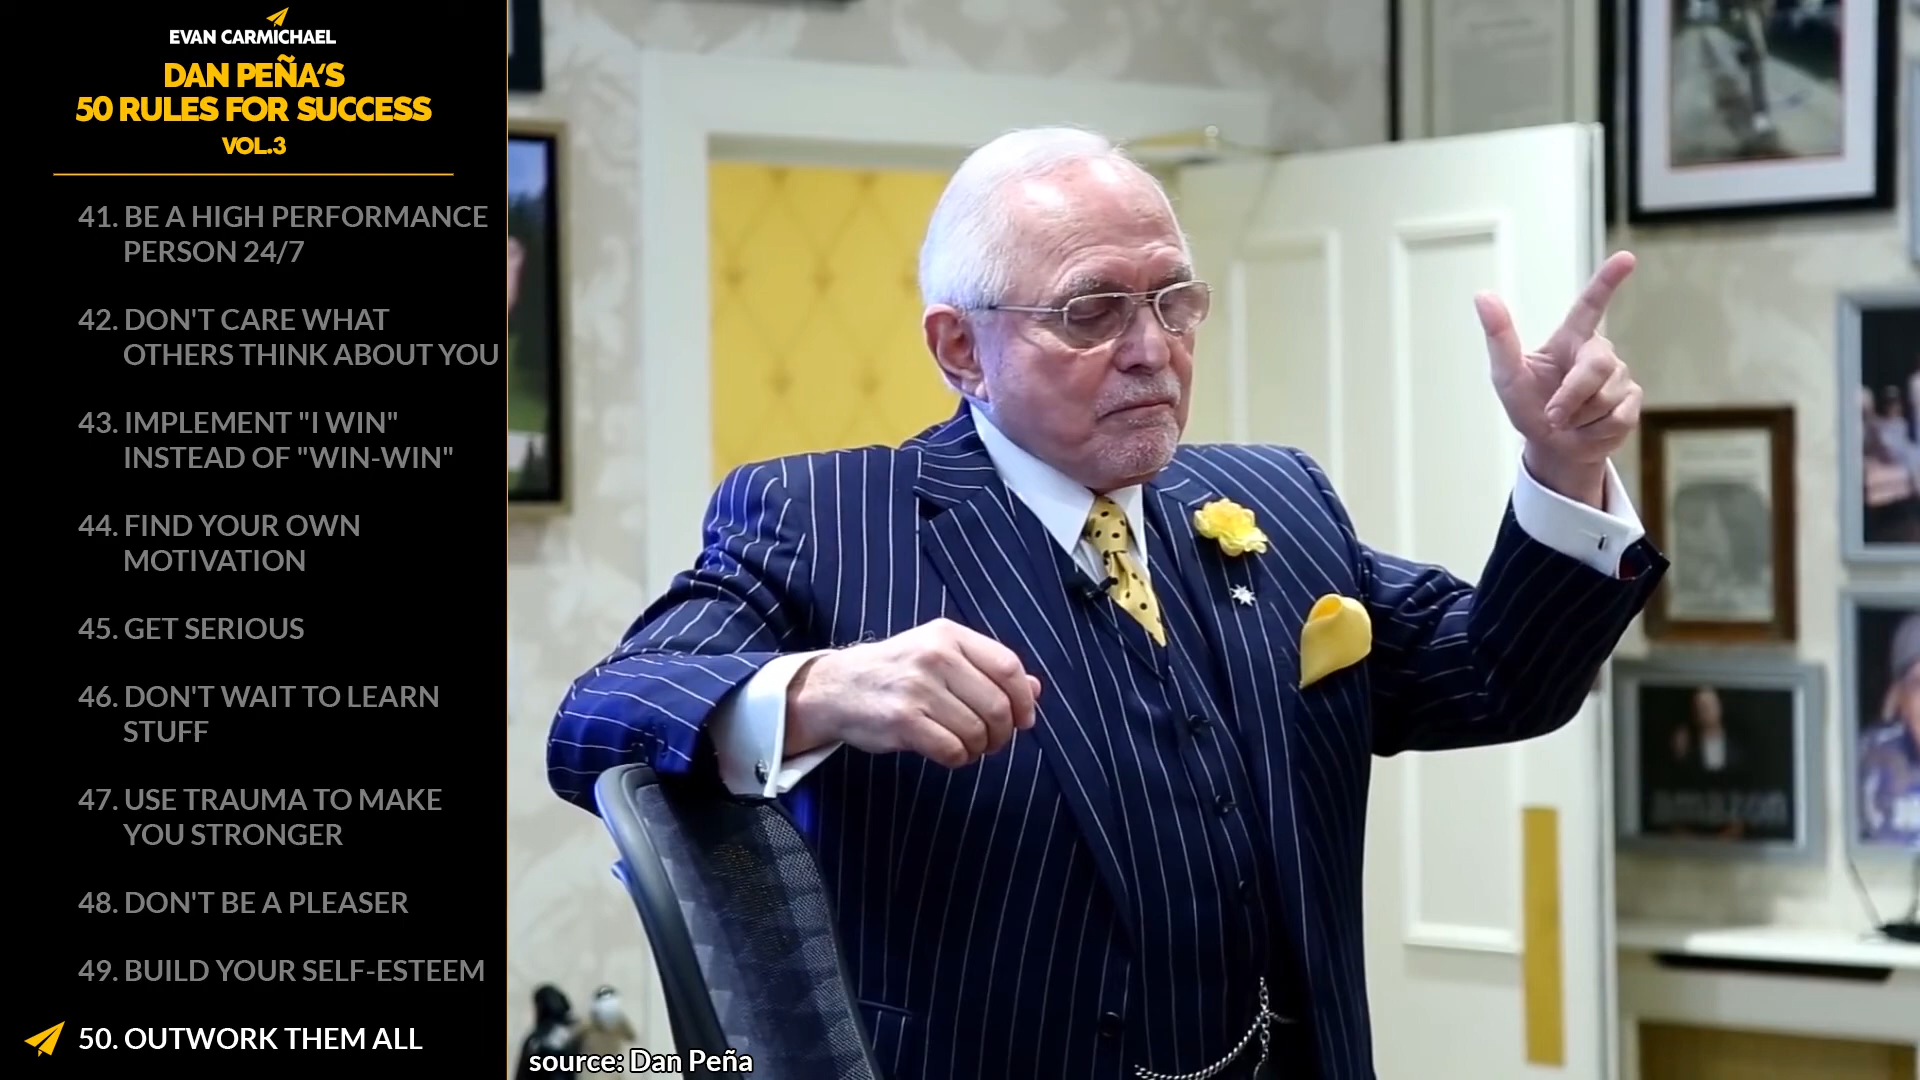 EVAN CARMICHAEL
DAN PEÑA'S
50 RULES FOR SUCCESS
VOL.3
41. BE A HIGH PERFORMANCE
PERSON 24/7
42. DON'T CARE WHAT
OTHERS THINK ABOUT YOU
43. IMPLEMENT "I WIN"
INSTEAD OF "WIN-WIN"
44. FIND YOUR OWN
MOTIVATION
45. GET SERIOUS
46. DON'T WAIT TO LEARN
STUFF
47. USE TRAUMA TO MAKE
YOU STRONGER
48. DON'T BE A PLEASER
49. BUILD YOUR SELF-ESTEEM
50. OUTWORK THEM ALL
source: Dan Peña
amazon